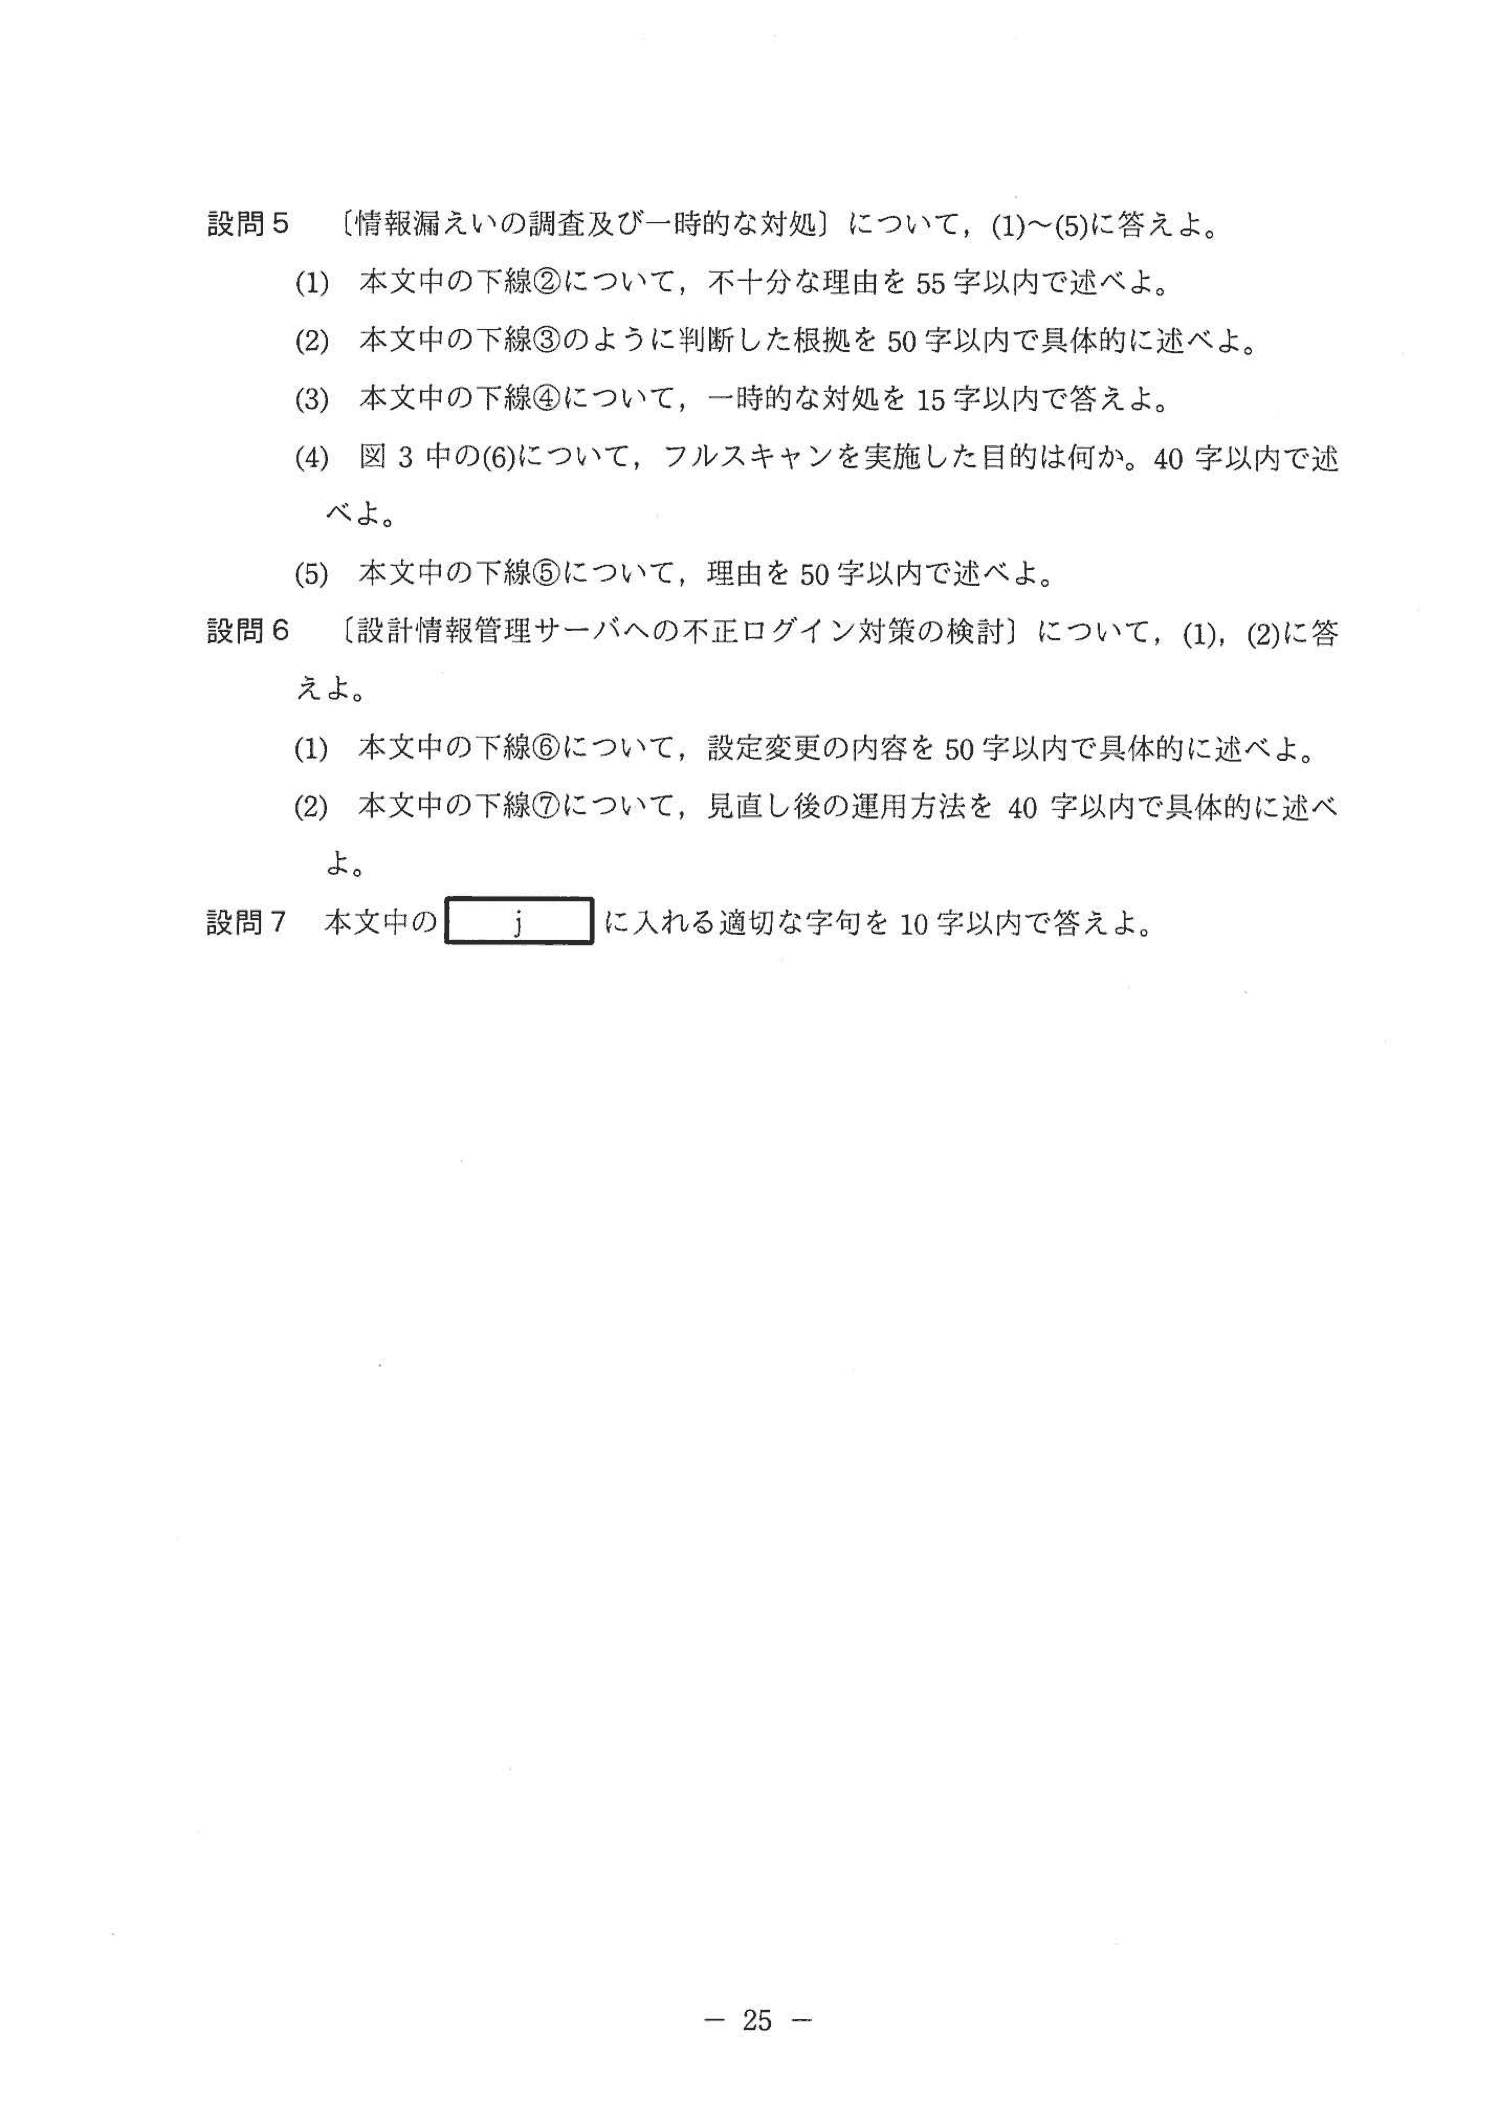 設問5 〔情報漏えいの調査及び一時的な対処〕について，(1)～(5)に答えよ。
(1) 本文中の下線②について，不十分な理由を 55 字以内で述べよ。
(2) 本文中の下線③のように判断した根拠を 50 字以内で具体的に述べよ。
(3) 本文中の下線④について，一時的な対処を 15 字以内で答えよ。
(4) 図 3 中の(6)について，フルスキャンを実施した目的は何か。40 字以内で述
べよ。
(5) 本文中の下線⑤について，理由を 50 字以内で述べよ。
設問6 〔設計情報管理サーバへの不正ログイン対策の検討〕について，(1)，(2)に答
えよ。
(1) 本文中の下線⑥について，設定変更の内容を 50 字以内で具体的に述べよ。
(2) 本文中の下線⑦について，見直し後の運用方法を 40 字以内で具体的に述べ
よ。
設問7 本文中の j に入れる適切な字句を 10 字以内で答えよ。
－ 25 －